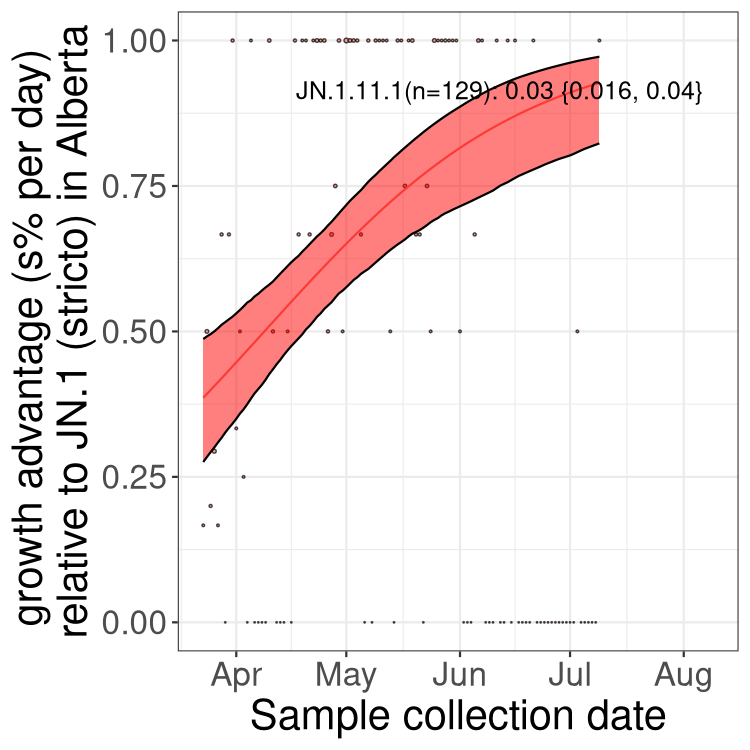 growth advantage (s% per day)
relative to JN.1 (stricto) in Alberta
1.00
0.75
0.50
0.25
0.00
JN.1.11.1(n=129): 0.03 {0.016, 0.04}
Apr May Jun Jul Aug
Sample collection date